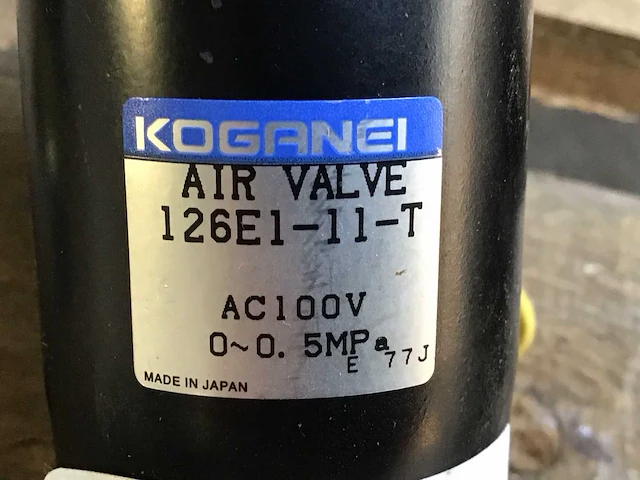 KOGANEI
AIR VALVE
126E1-11-T
AC100V
0~0.5MPa
E 77J
MADE IN JAPAN